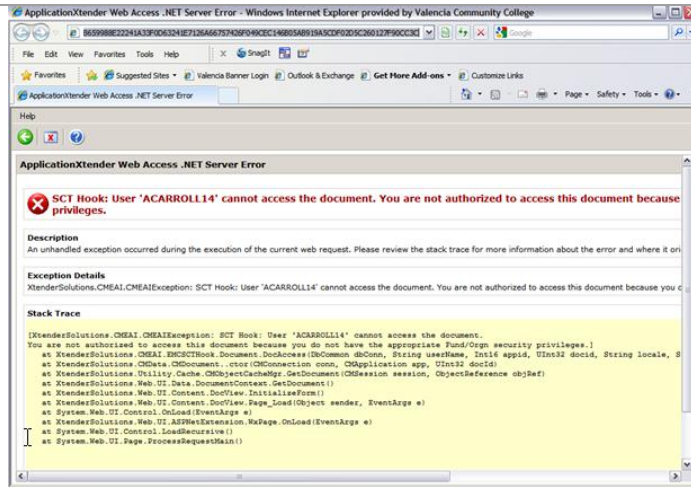 ApplicationXtender Web Access .NET Server Error - Windows Internet Explorer provided by Valencia Community College
Google
File Edit View Favorites Tools Help x SnagIt
Favorites Suggested Sites Valencia Banner Login Outlook & Exchange Get More Add-ons Customize Links
ApplicationXtender Web Access .NET Server Error Page Safety Tools
Help
ApplicationXtender Web Access .NET Server Error
SCT Hook: User 'ACARROLL14' cannot access the document. You are not authorized to access this document because
privileges.
Description
An unhandled exception occurred during the execution of the current web request. Please review the stack trace for more information about the error and where it ori
Exception Details
XtenderSolutions.CMEAI.CMEAIException: SCT Hook: User 'ACARROLL14' cannot access the document. You are not authorized to access this document because you d
Stack Trace
[XtenderSolutions.CMEAI.CMEAIException: SCT Hook: User 'ACARROLL14' cannot access the document.
You are not authorized to access this document because you do not have the appropriate Fund/Orgn security privileges.]
at XtenderSolutions.CMEAI.EMCSCTHook.Document.DocAccess(DbCommon dbConn, String userName, Int16 appid, UInt32 docid, String locale, S
at XtenderSolutions.CMData.CMDocument..ctor(CMConnection conn, CMApplication app, UInt32 docId)
at XtenderSolutions.Utility.Cache.CMObjectCacheMgr.GetDocument(CMSession session, ObjectReference objRef)
at XtenderSolutions.Web.UI.Data.DocumentContext.GetDocument()
at XtenderSolutions.Web.UI.Content.DocView.InitializeForm()
at XtenderSolutions.Web.UI.Content.DocView.Page_Load(Object sender, EventArgs e)
at System.Web.UI.Control.OnLoad(EventArgs e)
at XtenderSolutions.Web.UI.ASPNetExtension.WxPage.OnLoad(EventArgs e)
at System.Web.UI.Control.LoadRecursive()
at System.Web.UI.Page.ProcessRequestMain()